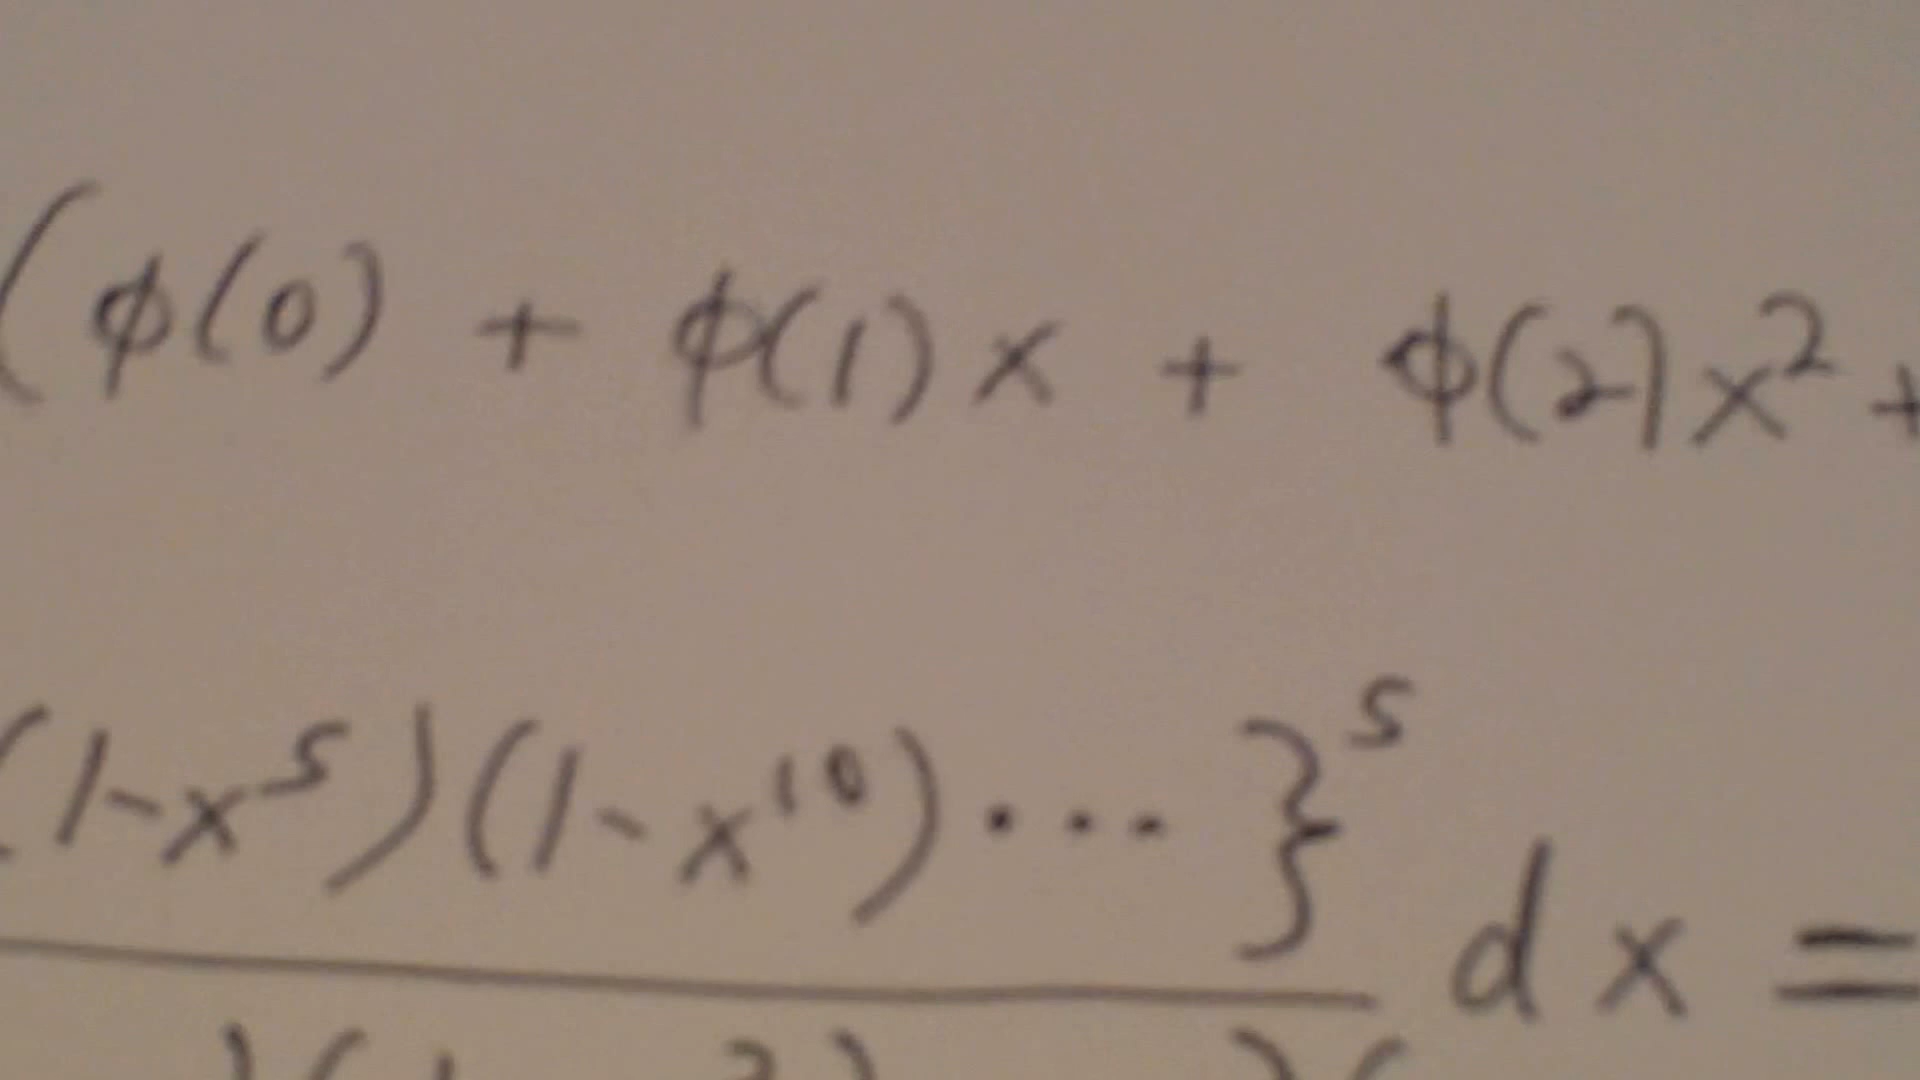 (ϕ(0) + ϕ(1)x + ϕ(2)x² +
(1-x⁵)(1-x¹⁰)...}⁵ dx =